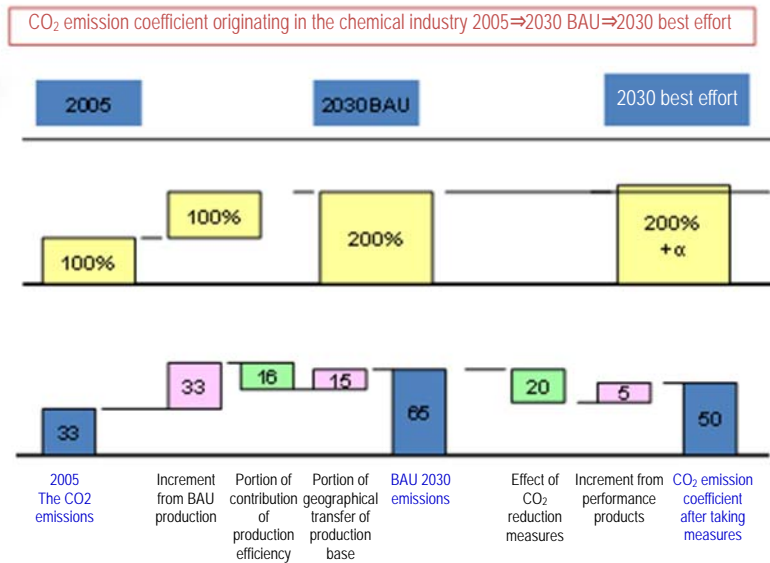 CO₂ emission coefficient originating in the chemical industry 2005⇒2030 BAU⇒2030 best effort
2005
2030BAU
2030 best effort
100%
100%
200%
200%
+α
33
33
16
15
65
20
5
50
2005
The CO2
emissions
Increment
from BAU
production
Portion of
contribution
of
production
efficiency
Portion of
geographical
transfer of
production
base
BAU 2030
emissions
Effect of
CO₂
reduction
measures
Increment from
performance
products
CO₂ emission
coefficient
after taking
measures